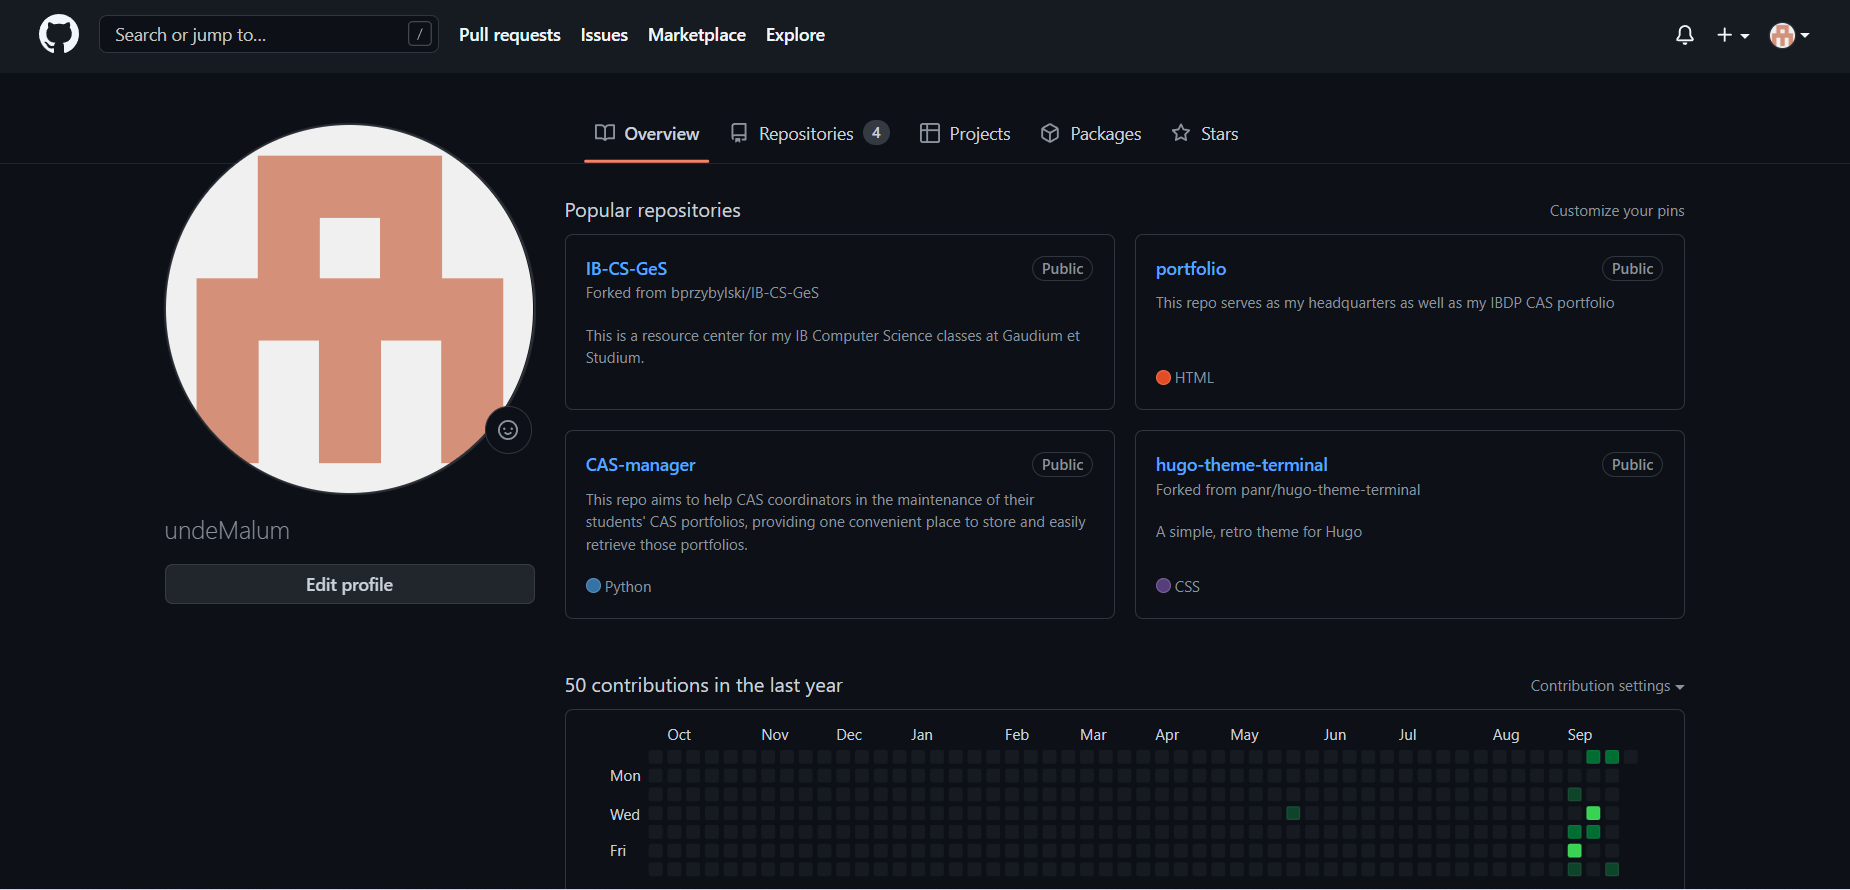 Search or jump to... /
Pull requests
Issues
Marketplace
Explore
Overview
Repositories 4
Projects
Packages
Stars
undeMalum
Edit profile
Popular repositories
Customize your pins
IB-CS-GeS
Public
Forked from bprzybylski/IB-CS-GeS
This is a resource center for my IB Computer Science classes at Gaudium et
Studium.
portfolio
Public
This repo serves as my headquarters as well as my IBDP CAS portfolio
HTML
CAS-manager
Public
This repo aims to help CAS coordinators in the maintenance of their
students' CAS portfolios, providing one convenient place to store and easily
retrieve those portfolios.
Python
hugo-theme-terminal
Public
Forked from panr/hugo-theme-terminal
A simple, retro theme for Hugo
CSS
50 contributions in the last year
Contribution settings
Oct Nov Dec Jan Feb Mar Apr May Jun Jul Aug Sep
Mon
Wed
Fri